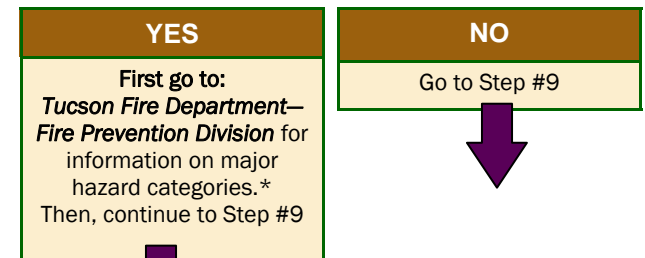 YES
First go to:
Tucson Fire Department—
Fire Prevention Division for
information on major
hazard categories.*
Then, continue to Step #9
NO
Go to Step #9